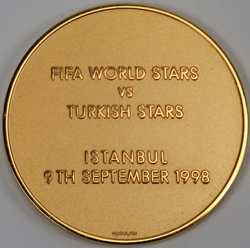 FIFA WORLD STARS
VS
TURKISH STARS
ISTANBUL
9TH SEPTEMBER 1998